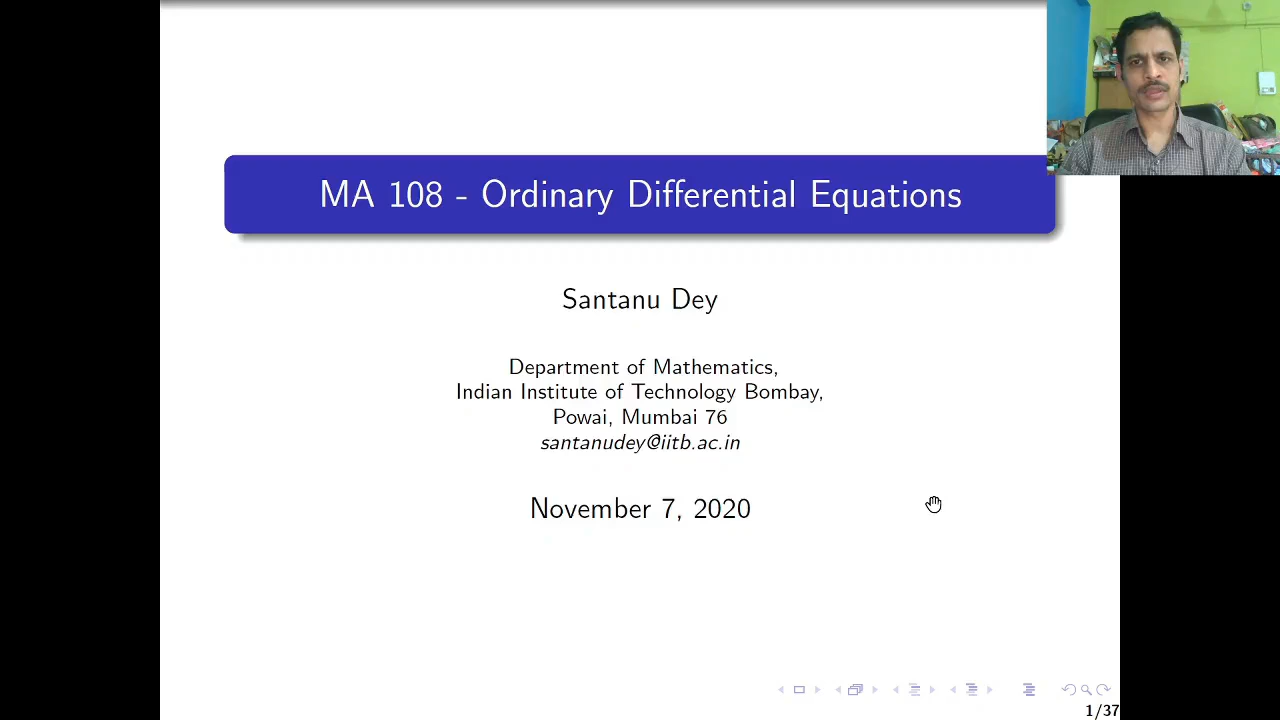 MA 108 - Ordinary Differential Equations
Santanu Dey
Department of Mathematics,
Indian Institute of Technology Bombay,
Powai, Mumbai 76
santanudey@iitb.ac.in
November 7, 2020
1/37